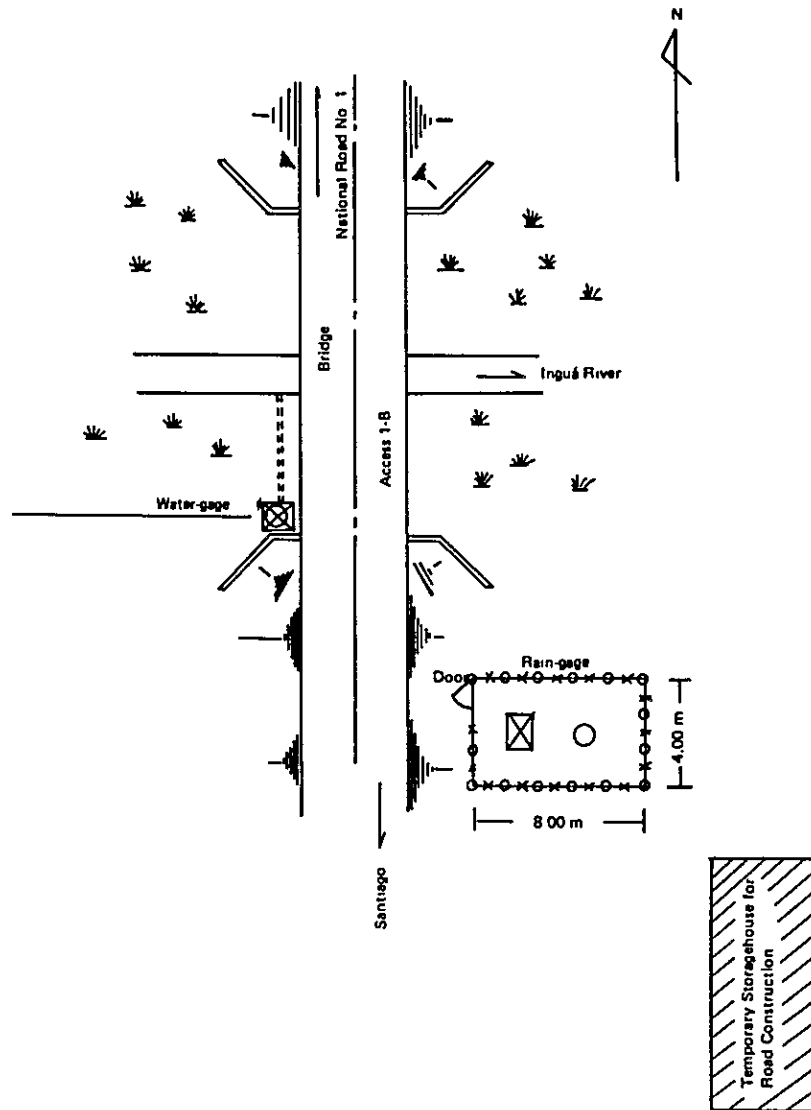 N
National Road No 1
Bridge
Inguá River
Access 1-B
Water-gage
Rain-gage
Door
4.00 m
8 00 m
Santiago
Temporary Storagehouse for
Road Construction